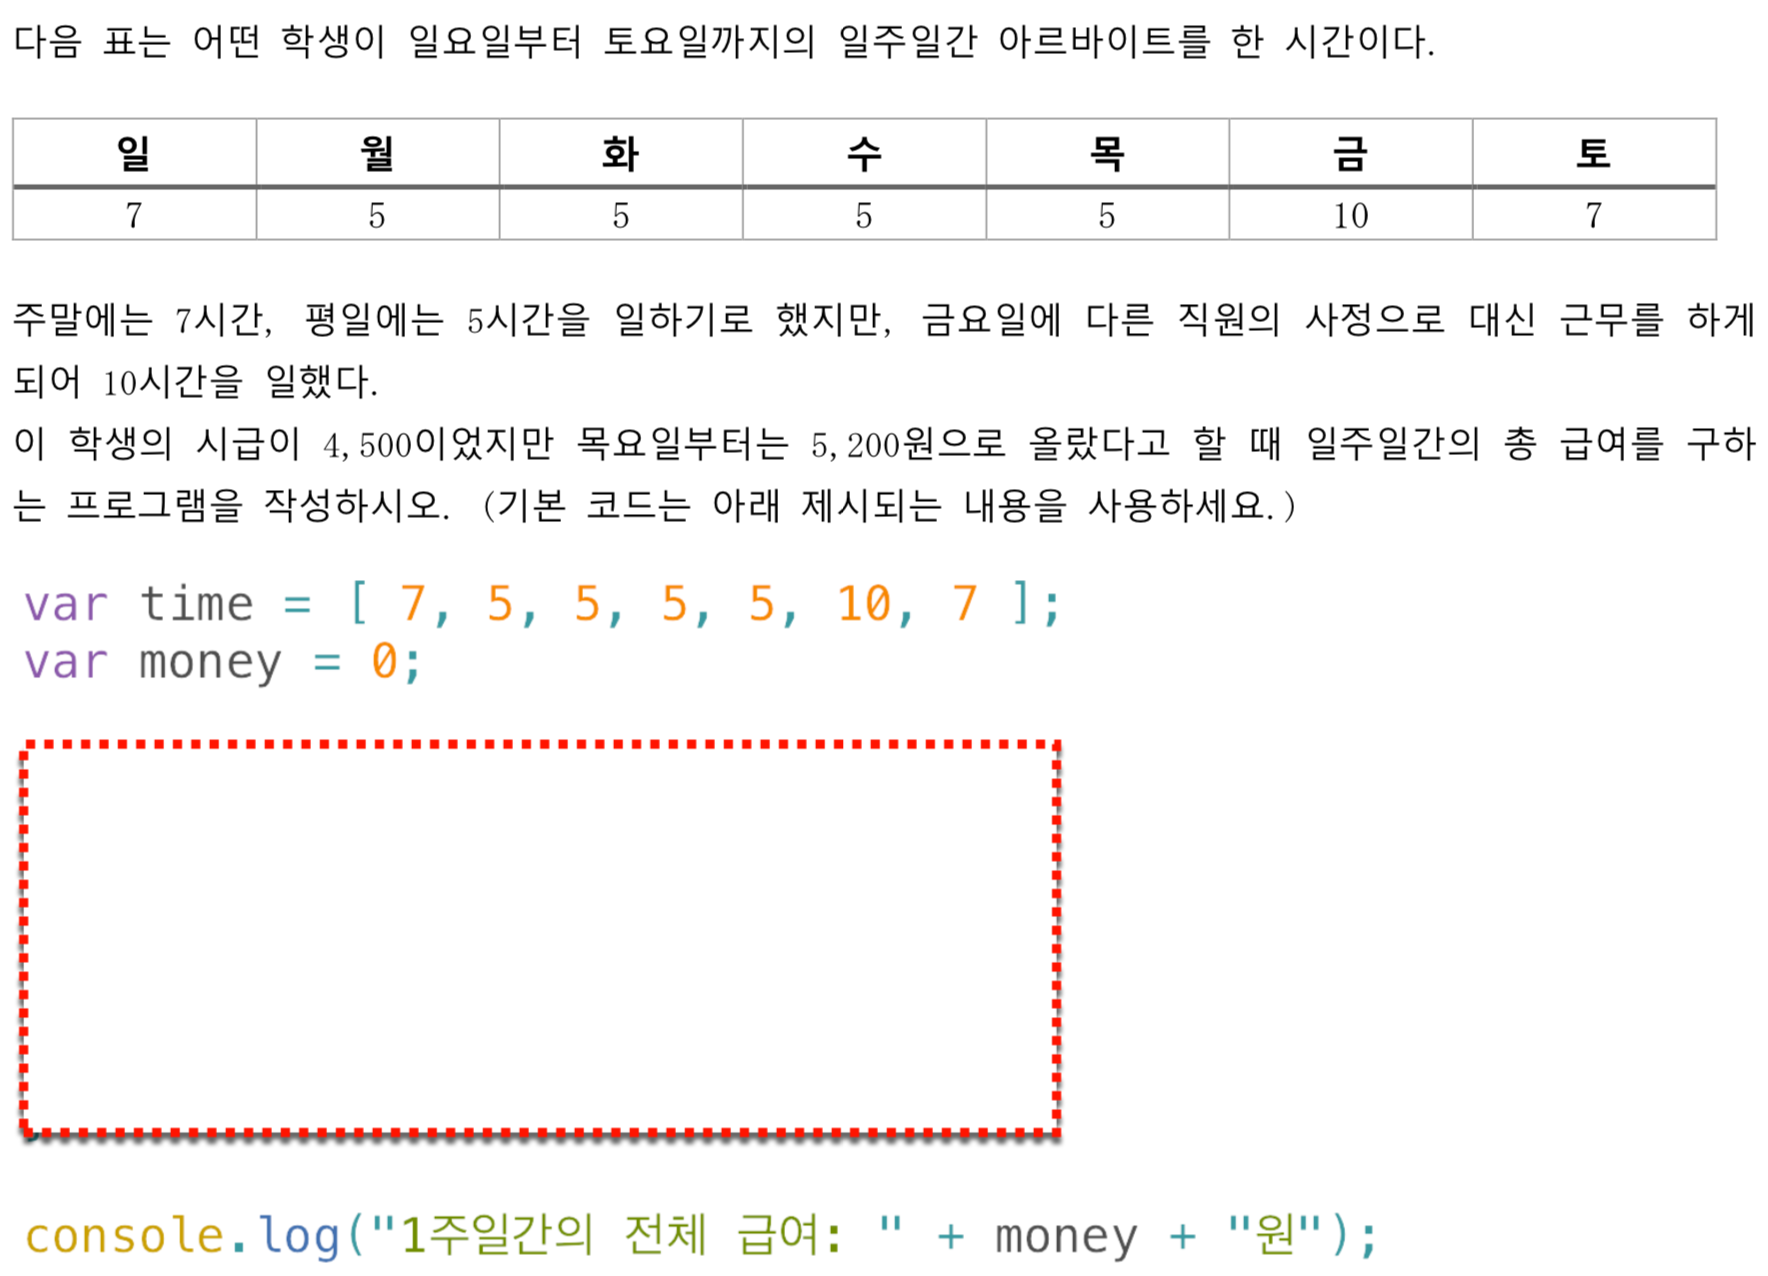 다음 표는 어떤 학생이 일요일부터 토요일까지의 일주일간 아르바이트를 한 시간이다.
일 월 화 수 목 금 토
7 5 5 5 5 10 7
주말에는 7시간, 평일에는 5시간을 일하기로 했지만, 금요일에 다른 직원의 사정으로 대신 근무를 하게
되어 10시간을 일했다.
이 학생의 시급이 4,500이었지만 목요일부터는 5,200원으로 올랐다고 할 때 일주일간의 총 급여를 구하
는 프로그램을 작성하시오. (기본 코드는 아래 제시되는 내용을 사용하세요.)
var time = [ 7, 5, 5, 5, 5, 10, 7 ];
var money = 0;
console.log("1주일간의 전체 급여: " + money + "원");